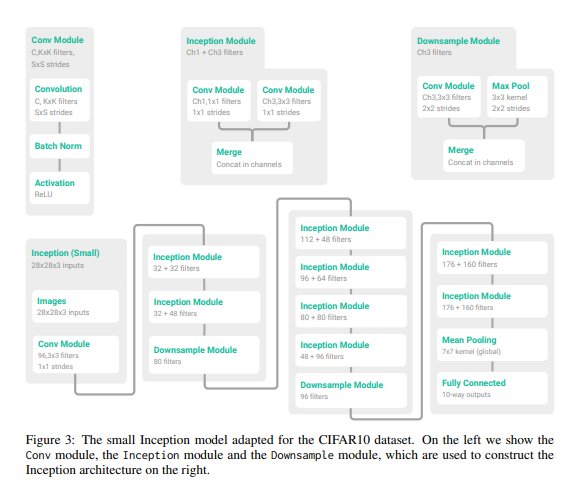 Conv Module
C,KxK filters,
SxS strides
Convolution
C, KxK filters
SxS strides
Batch Norm
Activation
ReLU
Inception Module
Ch1 + Ch3 filters
Conv Module
Ch1,1x1 filters
1x1 strides
Conv Module
Ch3,3x3 filters
1x1 strides
Merge
Concat in channels
Downsample Module
Ch3 filters
Conv Module
Ch3,3x3 filters
2x2 strides
Max Pool
3x3 kernel
2x2 strides
Merge
Concat in channels
Inception (Small)
28x28x3 inputs
Images
28x28x3 inputs
Conv Module
96,3x3 filters
1x1 strides
Inception Module
32 + 32 filters
Inception Module
32 + 48 filters
Downsample Module
80 filters
Inception Module
112 + 48 filters
Inception Module
96 + 64 filters
Inception Module
80 + 80 filters
Inception Module
48 + 96 filters
Downsample Module
96 filters
Inception Module
176 + 160 filters
Inception Module
176 + 160 filters
Mean Pooling
7x7 kernel (global)
Fully Connected
10-way outputs
Figure 3: The small Inception model adapted for the CIFAR10 dataset. On the left we show the
Conv module, the Inception module and the Downsample module, which are used to construct the
Inception architecture on the right.